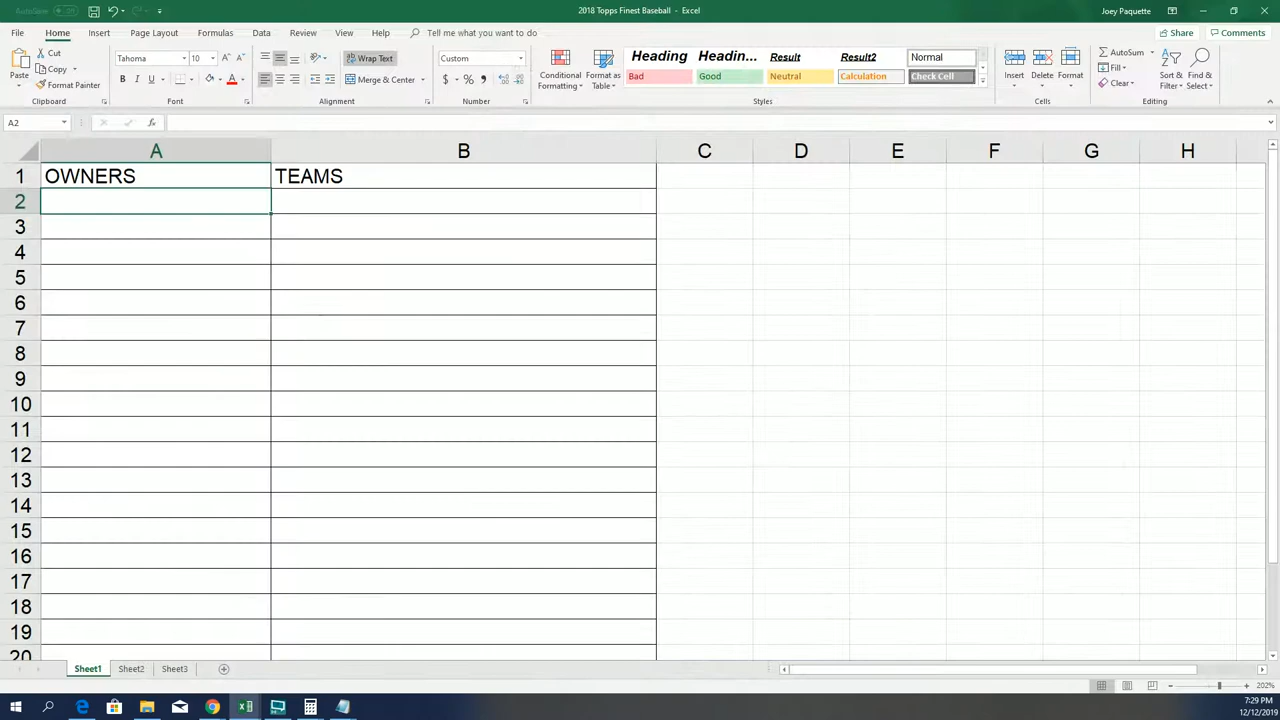 AutoSave Off
2018 Topps Finest Baseball - Excel
Joey Paquette
File Home Insert Page Layout Formulas Data Review View Help Tell me what you want to do
Share Comments
Paste Cut Copy Format Painter
Clipboard
Tahoma 10
B I U A
Font
Wrap Text
Merge & Center
Alignment
Custom
$ % ,
Number
Conditional Formatting
Format as Table
Heading Headin... Result Result2 Normal
Bad Good Neutral Calculation Check Cell
Styles
Insert Delete Format
Cells
AutoSum
Fill
Clear
Sort & Filter
Find & Select
Editing
A2 fx
A B C D E F G H
1 OWNERS TEAMS
2
3
4
5
6
7
8
9
10
11
12
13
14
15
16
17
18
19
20
Sheet1 Sheet2 Sheet3
202%
7:29 PM
12/12/2019